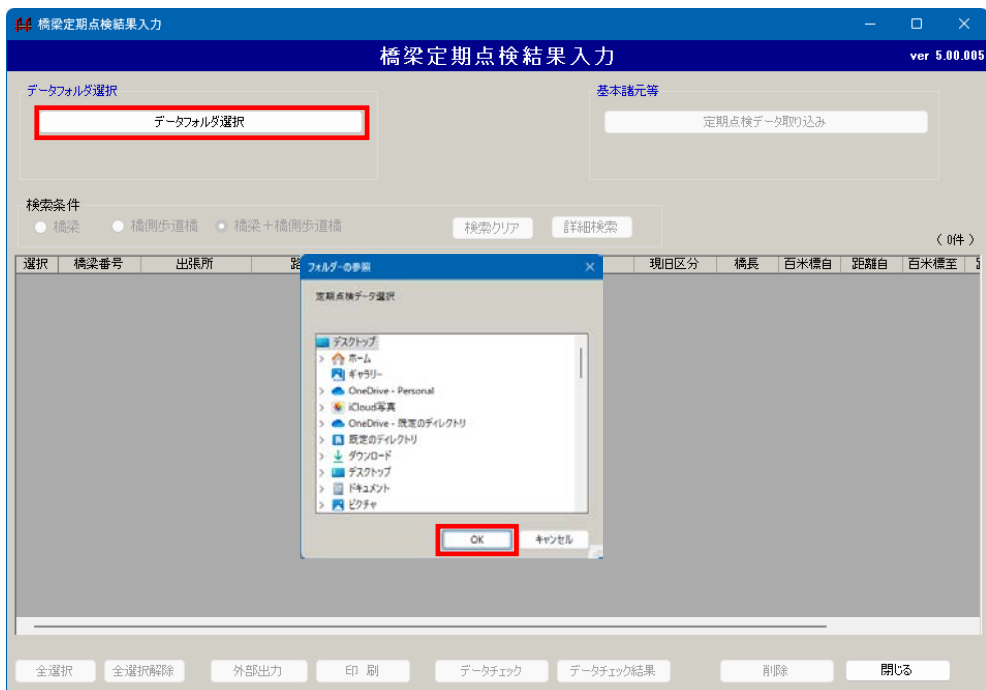 橋梁定期点検結果入力
橋梁定期点検結果入力 ver 5.00.005
データフォルダ選択 基本諸元等
データフォルダ選択 定期点検データ取り込み
検索条件
橋梁 橋側歩道橋 橋梁+橋側歩道橋 検索クリア 詳細検索
( 0件 )
選択 橋梁番号 出張所 路 現旧区分 橋長 百米標自 距離自 百米標至
フォルダーの参照
定期点検データ選択
デスクトップ
ホーム
ギャラリー
OneDrive - Personal
iCloud写真
OneDrive - 既定のディレクトリ
既定のディレクトリ
ダウンロード
デスクトップ
ドキュメント
ピクチャ
OK キャンセル
全選択 全選択解除 外部出力 印 刷 データチェック データチェック結果 削除 閉じる